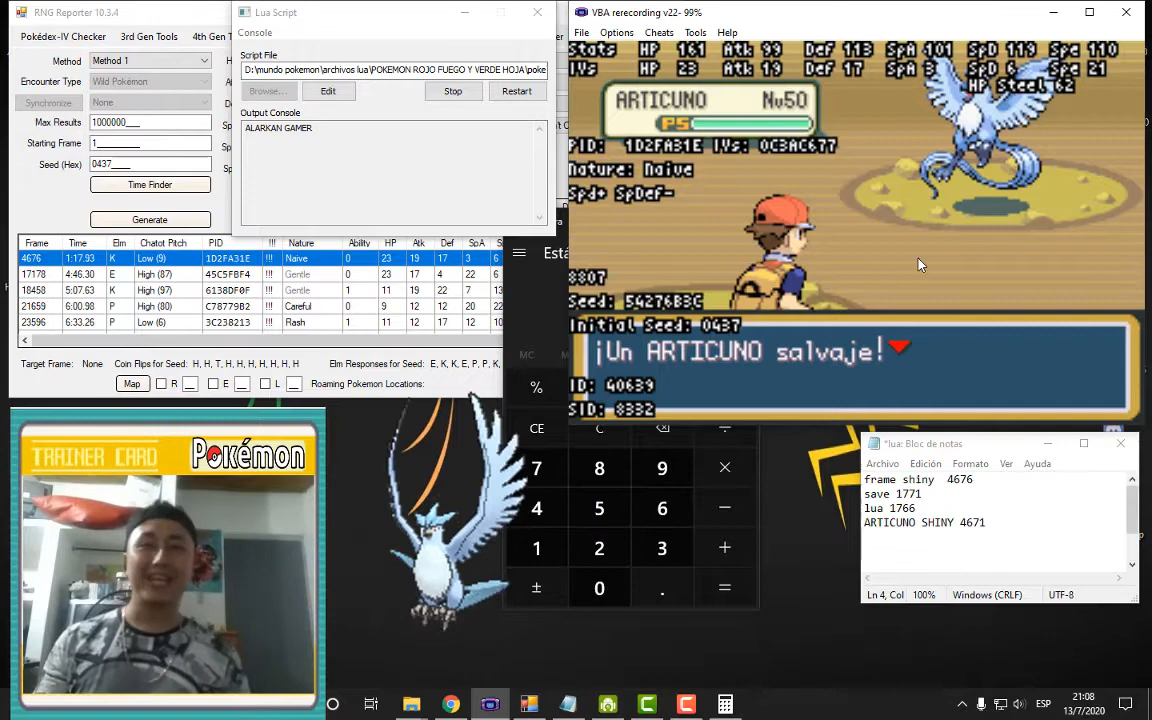 RNG Reporter 10.3.4
Pokédex-IV Checker 3rd Gen Tools 4th Gen
Method Method 1
Encounter Type Wild Pokémon
Synchronize None
Max Results 1000000___
Starting Frame 1________
Seed (Hex) 0437____
Time Finder
Generate
Lua Script
Console
Script File
D:\mundo pokemon\archivos lua\POKEMON ROJO FUEGO Y VERDE HOJA\poke
Browse... Edit Stop Restart
Output Console
ALARKAN GAMER
Frame Time Elm Chatot Pitch PID !!! Nature Ability HP Atk Def SpA
4676 1:17.93 K Low (9) 1D2FA31E !!! Naive 0 23 19 17 3 6
17178 4:46.30 E High (87) 45C5FBF4 !!! Gentle 0
18458 5:07.63 K High (97) 6138DF0F !!! Gentle 1 11 19 22 7
21659 6:00.98 P High (80) C78779B2 !!! Careful 0 9 12 12 20
23596 6:33.26 P Low (6) 3C238213 !!! Rash 1 11 12 17
Target Frame: None Coin Flips for Seed: H, H, T, H, H, H, H, H, H Elm Responses for Seed: E, K, K, E, P, P, K, E,
Map R __ E __ L __ Roaming Pokemon Locations:
VBA rerecording v22- 99%
File Options Cheats Tools Help
Stats HP 161 Atk 99 Def 113 SpA 101 SpD 119 Spe 110
IVs HP 23 Atk 19 Def 17 SpA 3 SpD 6 Spe 21
HP Steel 62
ARTICUNO Nv50
PS
PID: 1D2FA31E IVs: 0C3AC677
Nature: Naive
Spd+ SpDef-
8807
Seed: 54276B3C
Initial Seed: 0437
¡Un ARTICUNO salvaje!
ID: 40639
SID: 8332
Está
MC
%
CE C
7 8 9 ×
4 5 6 −
1 2 3 +
± 0 . =
*lua: Bloc de notas
Archivo Edición Formato Ver Ayuda
frame shiny 4676
save 1771
lua 1766
ARTICUNO SHINY 4671
Ln 4, Col 100% Windows (CRLF) UTF-8
TRAINER CARD Pokémon
ESP
21:08
13/7/2020